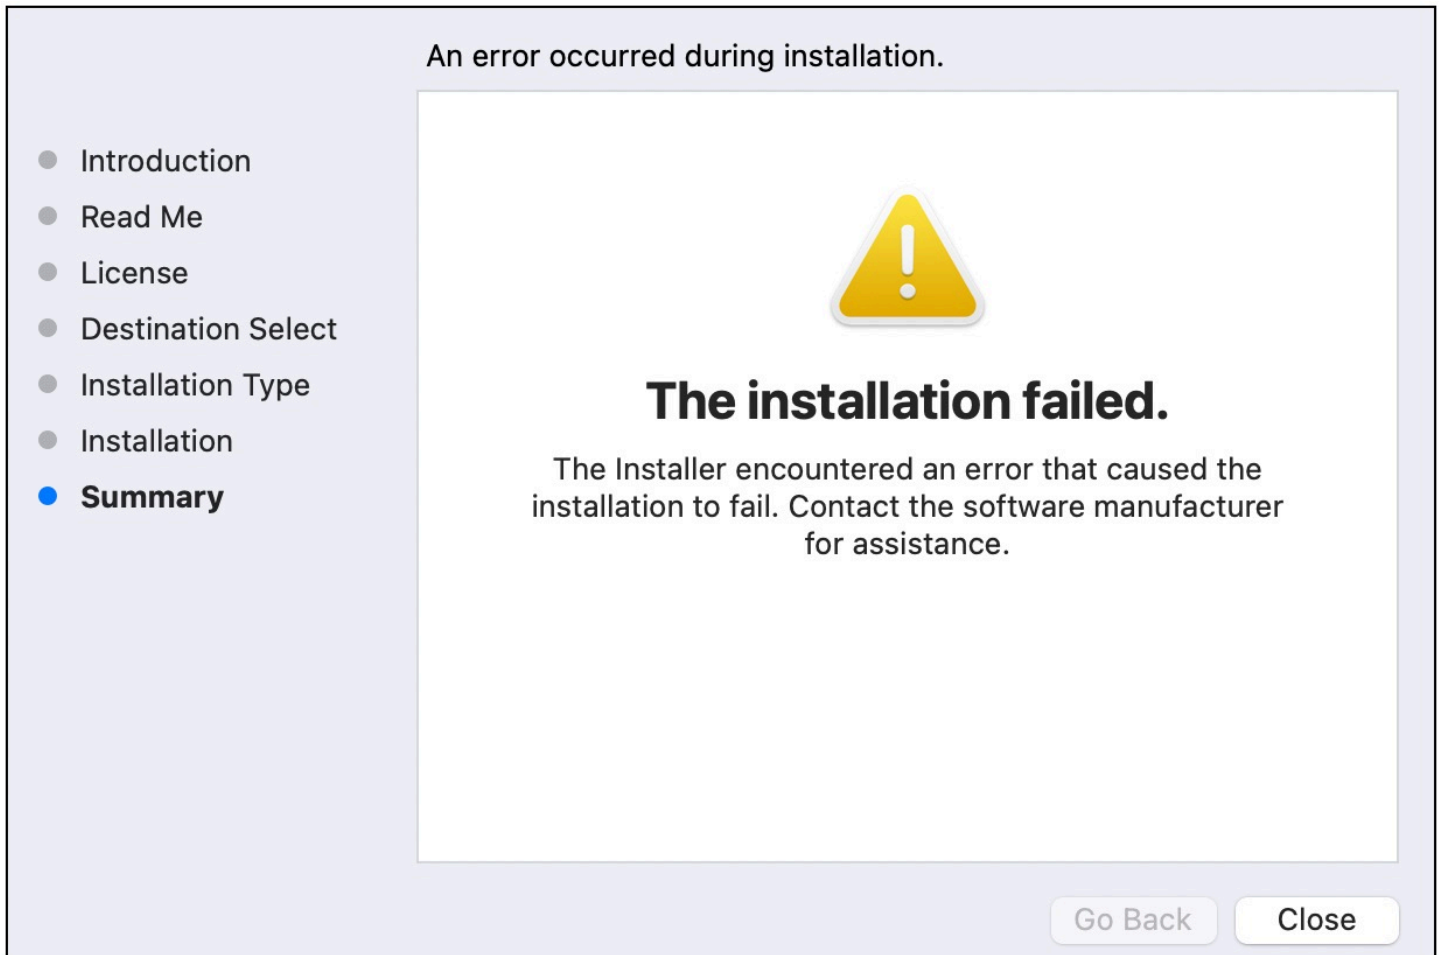 An error occurred during installation.
Introduction
Read Me
License
Destination Select
Installation Type
Installation
Summary
The installation failed.
The Installer encountered an error that caused the
installation to fail. Contact the software manufacturer
for assistance.
Go Back
Close